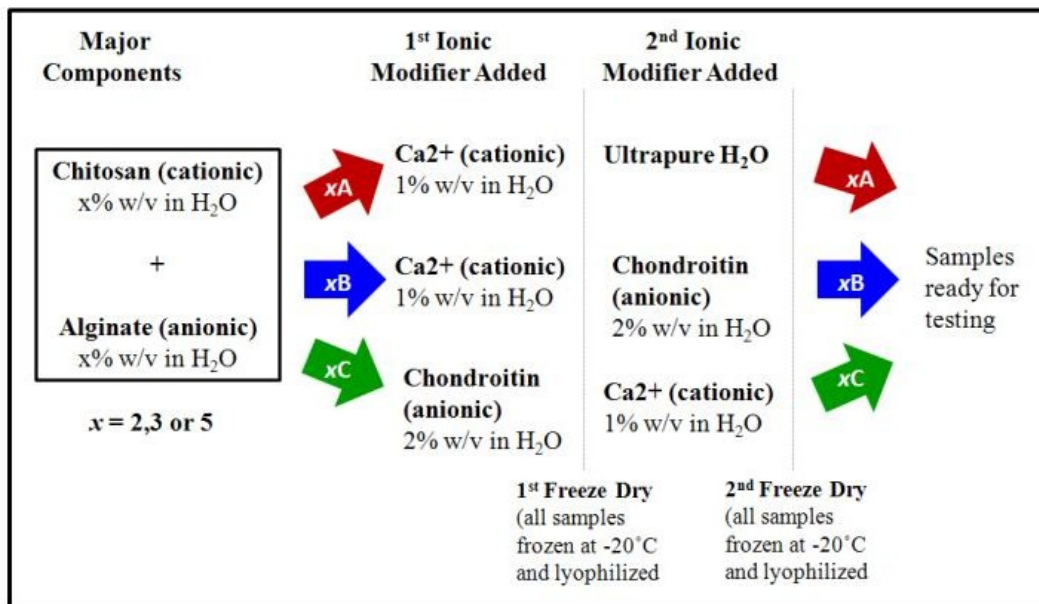 Major
Components
1st Ionic
Modifier Added
2nd Ionic
Modifier Added
Chitosan (cationic)
x% w/v in H2O
+
Alginate (anionic)
x% w/v in H2O
x = 2,3 or 5
xA
xB
xC
Ca2+ (cationic)
1% w/v in H2O
Ca2+ (cationic)
1% w/v in H2O
Chondroitin
(anionic)
2% w/v in H2O
Ultrapure H2O
Chondroitin
(anionic)
2% w/v in H2O
Ca2+ (cationic)
1% w/v in H2O
xA
xB
xC
Samples
ready for
testing
1st Freeze Dry
(all samples
frozen at -20˚C
and lyophilized
2nd Freeze Dry
(all samples
frozen at -20˚C
and lyophilized